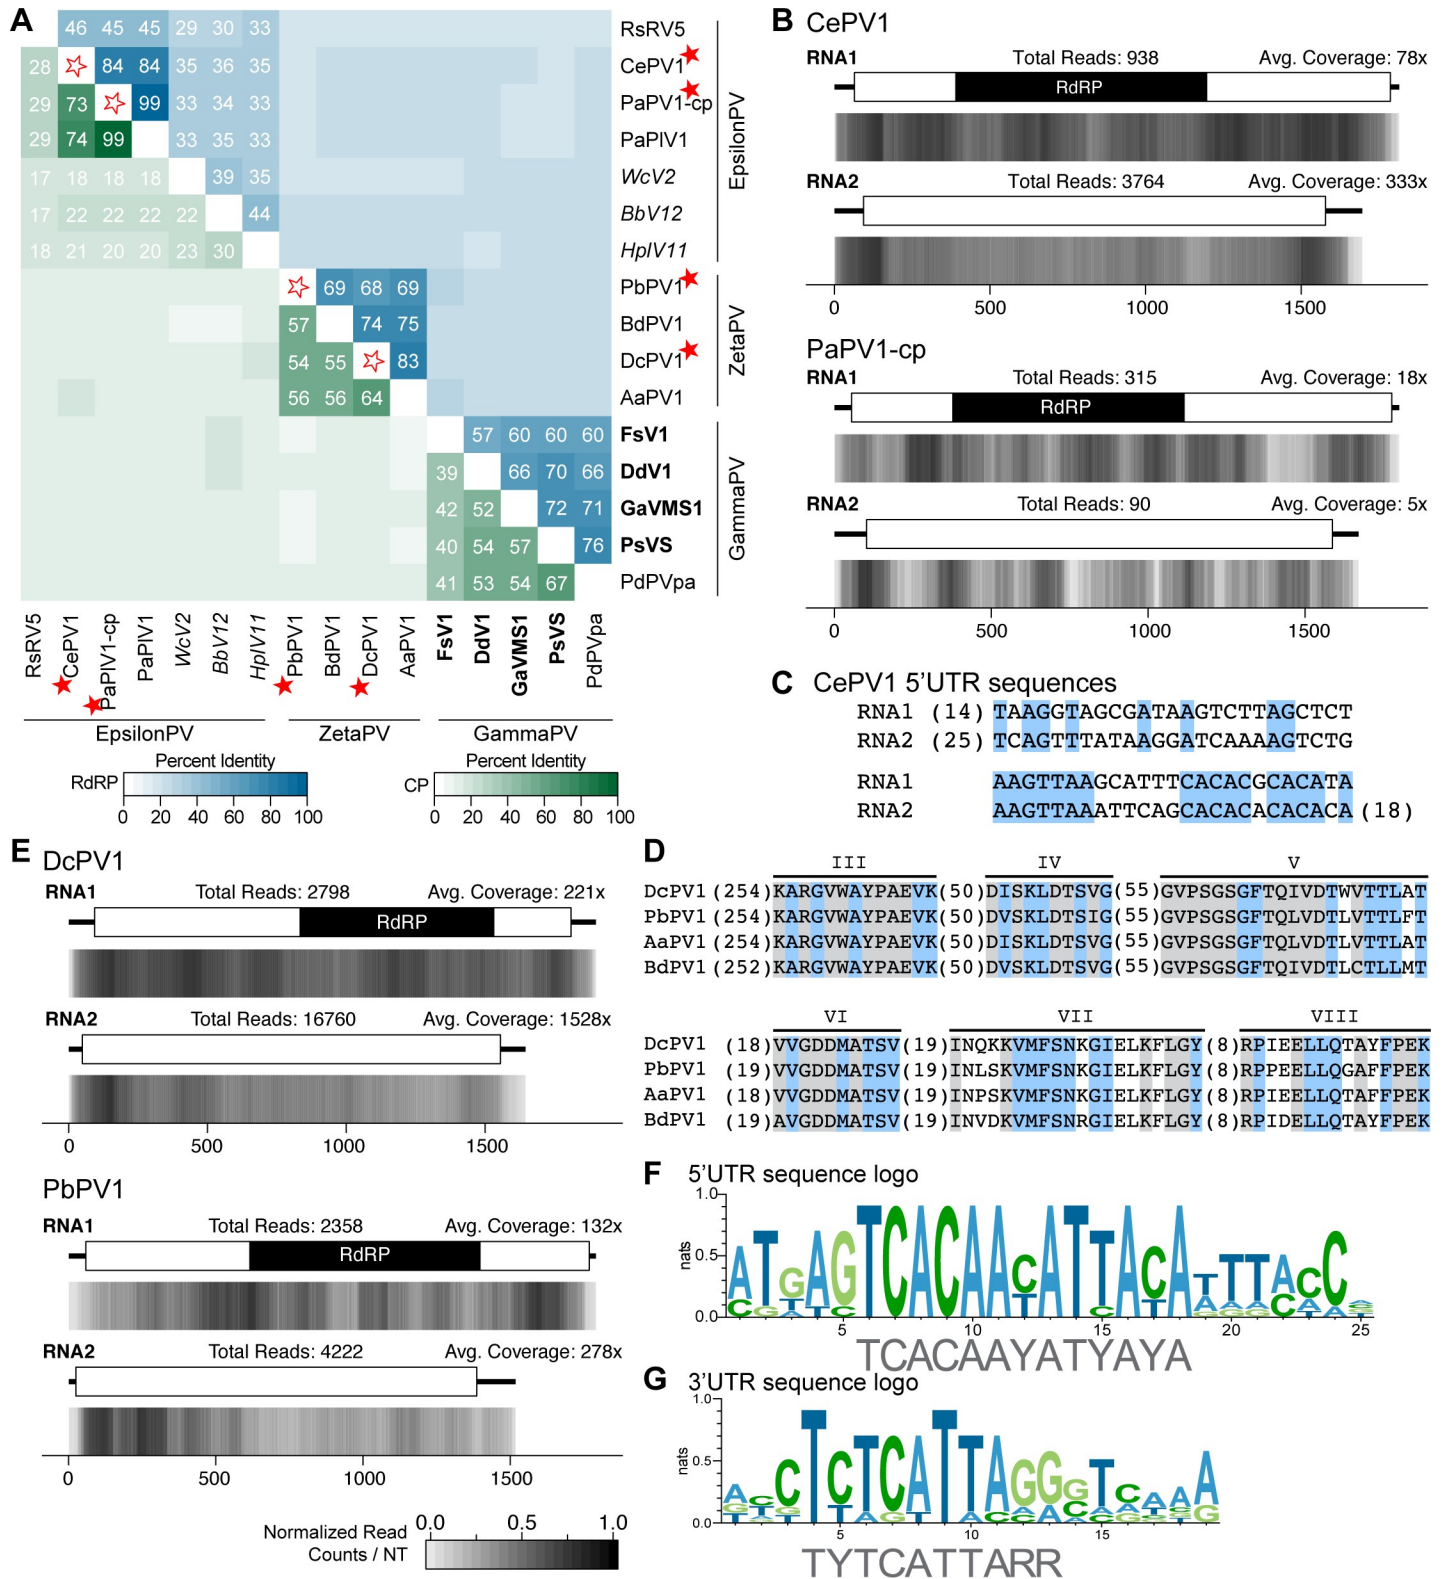 A
46 45 45 29 30 33 RsRV5
28 84 84 35 36 35 CePV1
29 73 99 33 34 33 PaPV1-cp
29 74 99 33 35 33 PaPlV1
17 18 18 18 39 35 WcV2
17 22 22 22 22 44 BbV12
18 21 20 20 23 30 HplV11
69 68 69 PbPV1
57 74 75 BdPV1
54 55 83 DcPV1
56 56 64 AaPV1
57 60 60 60 FsV1
39 66 70 66 DdV1
42 52 72 71 GaVMS1
40 54 57 76 PsVS
41 53 54 67 PdPVpa
EpsilonPV
ZetaPV
GammaPV
RsRV5 CePV1 PaPlV1-cp PaPlV1 WcV2 BbV12 HplV11 PbPV1 BdPV1 DcPV1 AaPV1 FsV1 DdV1 GaVMS1 PsVS PdPVpa
EpsilonPV ZetaPV GammaPV
Percent Identity Percent Identity
RdRP CP
0 20 40 60 80 100 0 20 40 60 80 100
B CePV1
RNA1 Total Reads: 938 Avg. Coverage: 78x
RdRP
RNA2 Total Reads: 3764 Avg. Coverage: 333x
0 500 1000 1500
PaPV1-cp
RNA1 Total Reads: 315 Avg. Coverage: 18x
RdRP
RNA2 Total Reads: 90 Avg. Coverage: 5x
0 500 1000 1500
C CePV1 5'UTR sequences
RNA1 (14) TAAGGTAGCGATAAGTCTTAGCTCT
RNA2 (25) TCAGTTTATAAGGATCAAAAGTCTG
RNA1 AAGTTAAGCATTTCACACGCACATA
RNA2 AAGTTAAATTCAGCACACACACACA (18)
E DcPV1
RNA1 Total Reads: 2798 Avg. Coverage: 221x
RdRP
RNA2 Total Reads: 16760 Avg. Coverage: 1528x
0 500 1000 1500
PbPV1
RNA1 Total Reads: 2358 Avg. Coverage: 132x
RdRP
RNA2 Total Reads: 4222 Avg. Coverage: 278x
0 500 1000 1500
Normalized Read Counts / NT
0.0 0.5 1.0
D
III IV V
DcPV1 (254) KARGVWAYPAEVK (50) DISKLDTSVG (55) GVPSGSGFTQIVDTWVTTLAT
PbPV1 (254) KARGVWAYPAEVK (50) DVSKLDTSIG (55) GVPSGSGFTQLVDTLVTTLFT
AaPV1 (254) KARGVWAYPAEVK (50) DISKLDTSVG (55) GVPSGSGFTQLVDTLVTTLAT
BdPV1 (252) KARGVWAYPAEVK (50) DVSKLDTSVG (55) GVPSGSGFTQIVDTLCTLLMT
VI VII VIII
DcPV1 (18) VVGDDMATSV (19) INQKKVMFSNKGIELKFLGY (8) RPIEELLQTAYFPEK
PbPV1 (19) VVGDDMATSV (19) INLSKVMFSNKGIELKFLGY (8) RPPEELLQGAFFPEK
AaPV1 (18) VVGDDMATSV (19) INPSKVMFSNKGIELKFLGY (8) RPIEELLQTAFFPEK
BdPV1 (19) AVGDDMATSV (19) INVDKVMFSNRGIELKFLGY (8) RPIDELLQTAYFPEK
F 5'UTR sequence logo
nats
1.0
0.5
0.0
5 10 15 20 25
TCACAAYATYAYA
G 3'UTR sequence logo
nats
1.0
0.5
0.0
5 10 15
TYTCATTARR